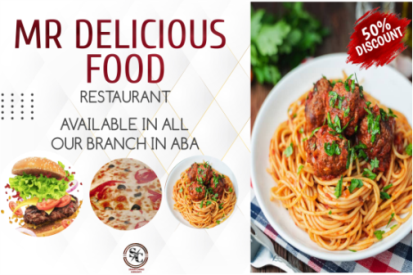 MR DELICIOUS
FOOD
RESTAURANT
AVAILABLE IN ALL
OUR BRANCH IN ABA
50%
DISCOUNT